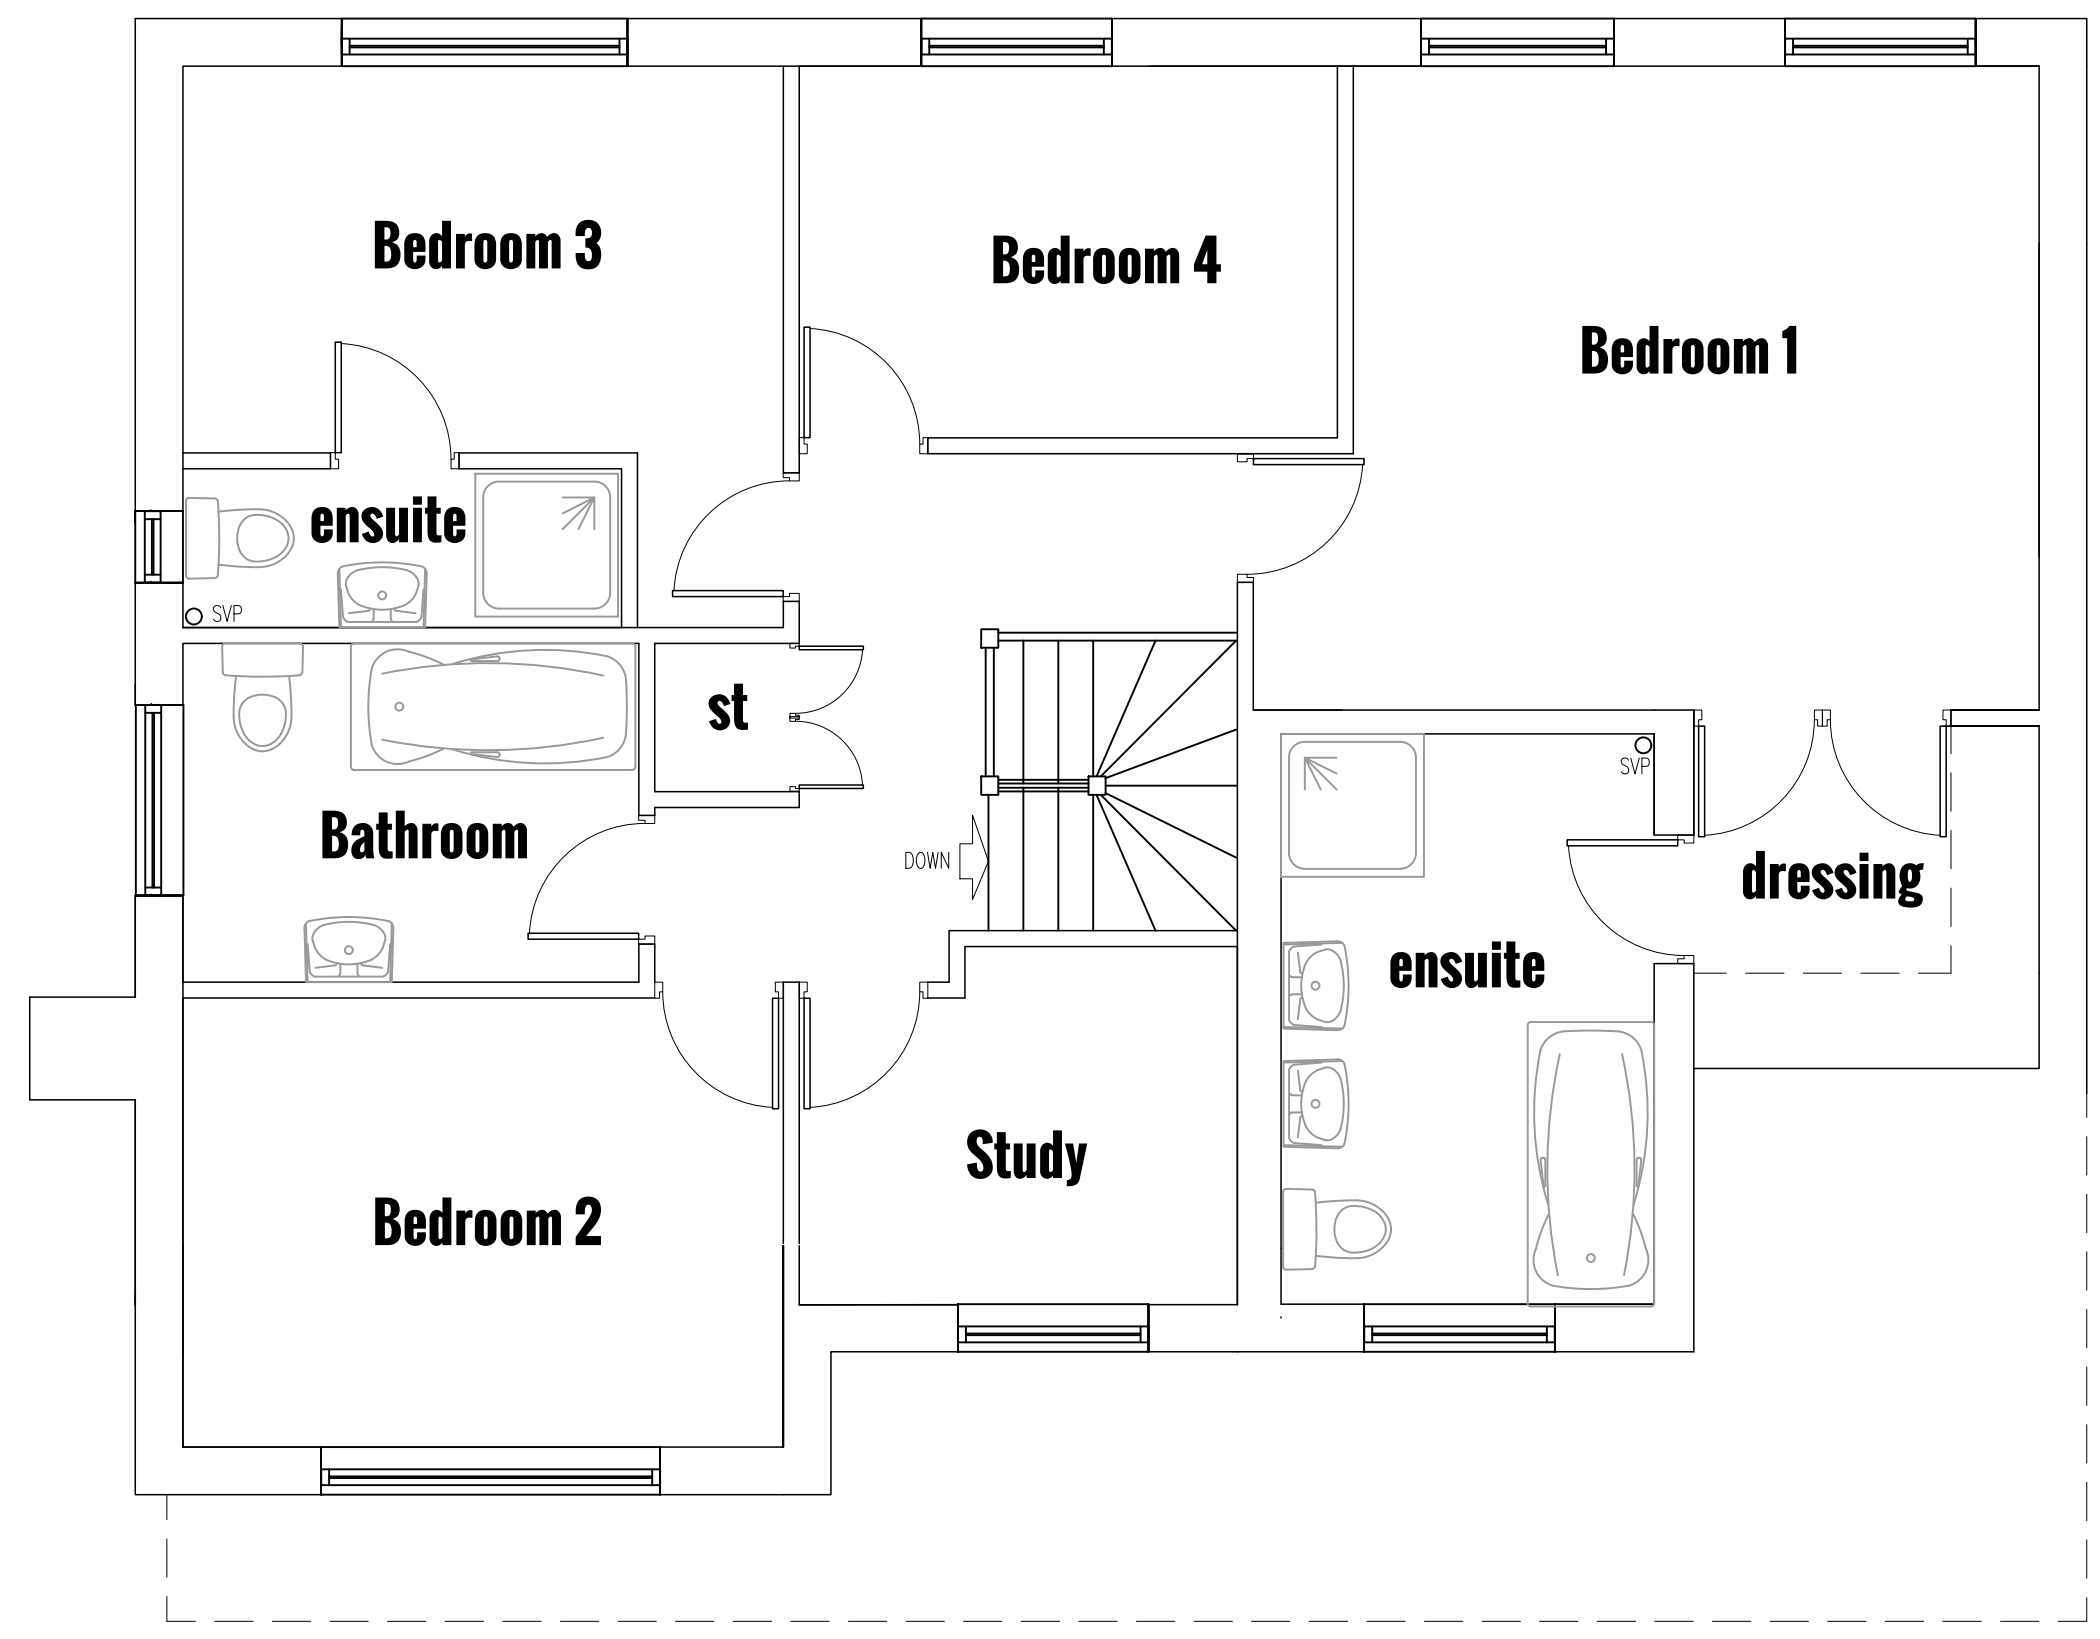 Bedroom 3
Bedroom 4
Bedroom 1
ensuite
SVP
st
SVP
Bathroom
DOWN
dressing
ensuite
Study
Bedroom 2